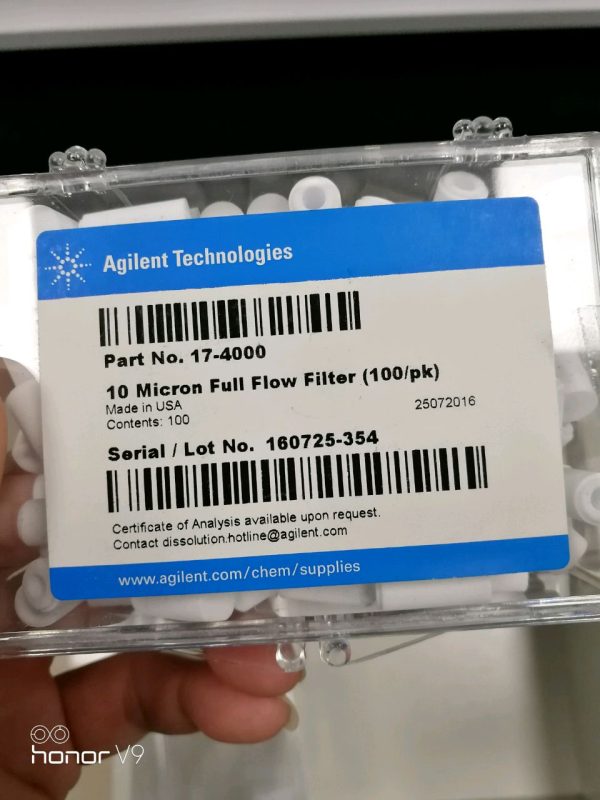 Agilent Technologies
Part No. 17-4000
10 Micron Full Flow Filter (100/pk)
Made in USA
25072016
Contents: 100
Serial / Lot No. 160725-354
Certificate of Analysis available upon request.
Contact dissolution.hotline@agilent.com
www.agilent.com/chem/supplies
honor V9